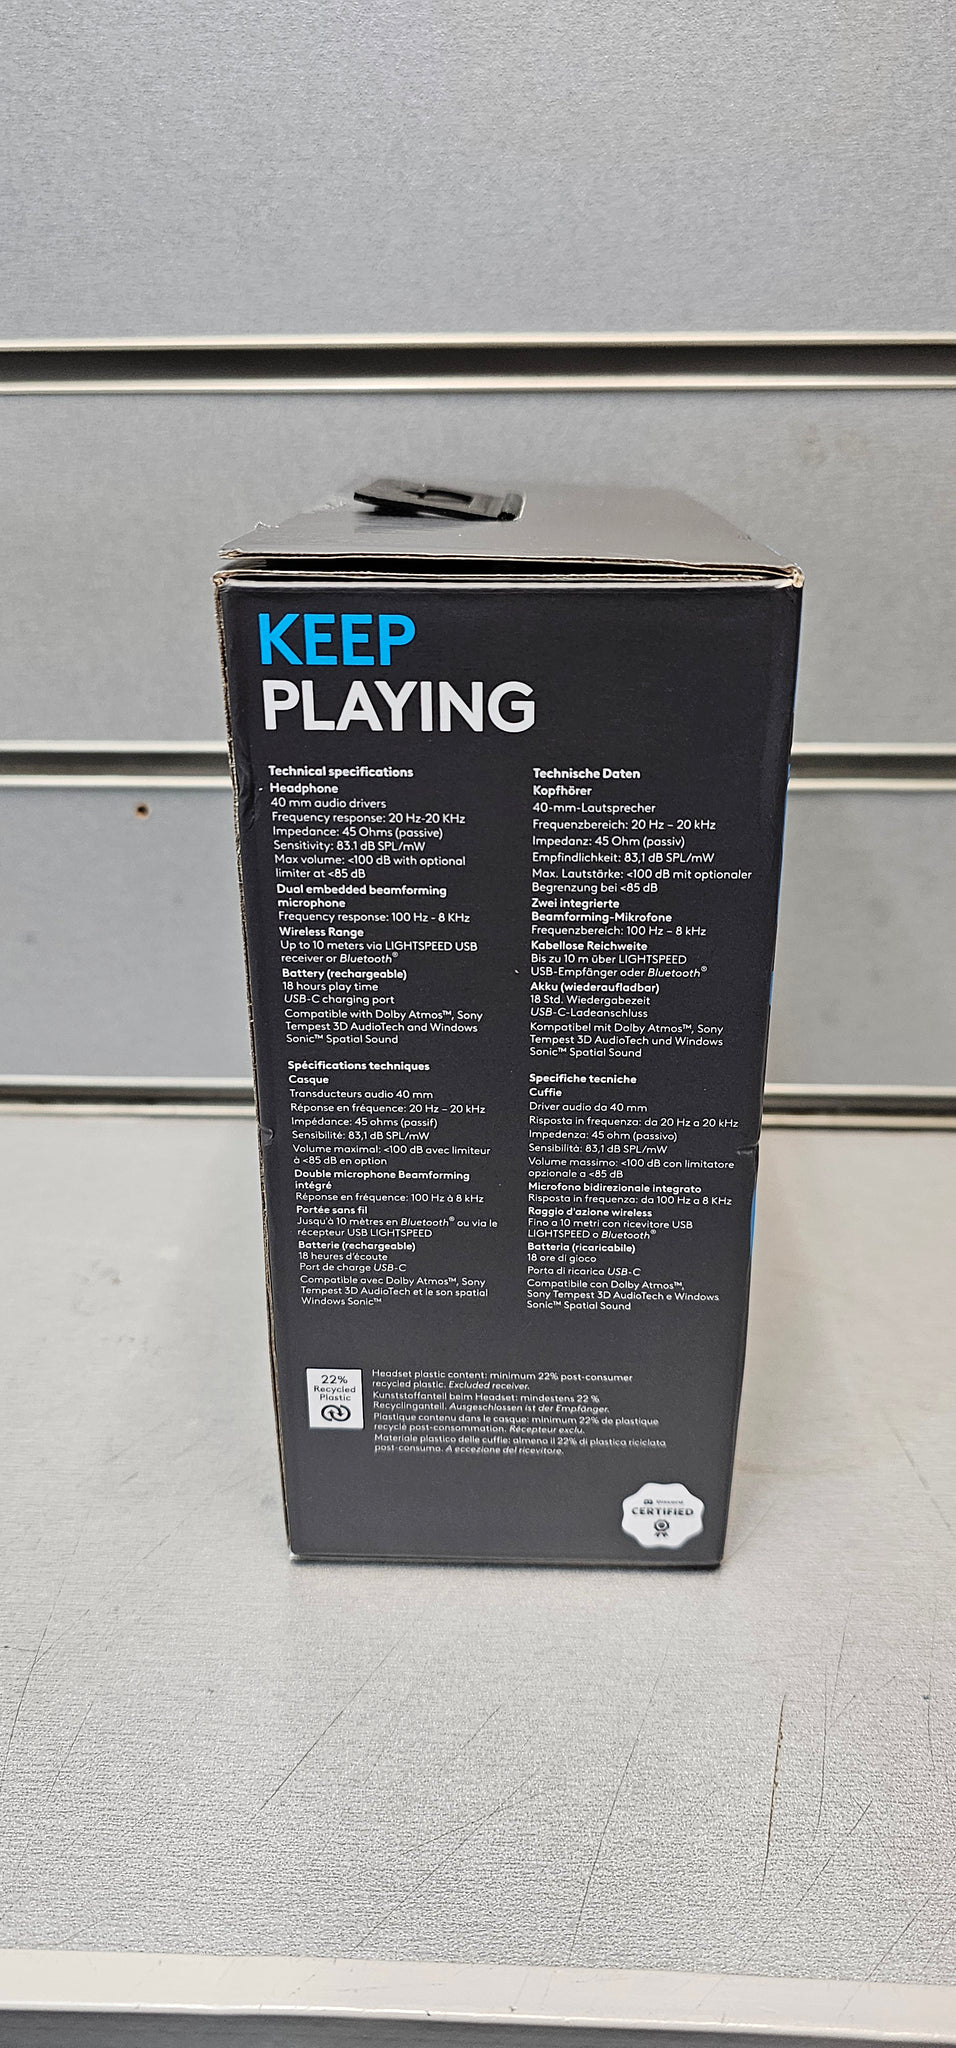 KEEP
PLAYING
Technical specifications
Headphone
40 mm audio drivers
Frequency response: 20 Hz-20 KHz
Impedance: 45 Ohms (passive)
Sensitivity: 83.1 dB SPL/mW
Max volume: <100 dB with optional
limiter at <85 dB
Dual embedded beamforming
microphone
Frequency response: 100 Hz - 8 KHz
Wireless Range
Up to 10 meters via LIGHTSPEED USB
receiver or Bluetooth®
Battery (rechargeable)
18 hours play time
USB-C charging port
Compatible with Dolby Atmos™, Sony
Tempest 3D AudioTech and Windows
Sonic™ Spatial Sound
Technische Daten
Kopfhörer
40-mm-Lautsprecher
Frequenzbereich: 20 Hz – 20 kHz
Impedanz: 45 Ohm (passiv)
Empfindlichkeit: 83,1 dB SPL/mW
Max. Lautstärke: <100 dB mit optionaler
Begrenzung bei <85 dB
Zwei integrierte
Beamforming-Mikrofone
Frequenzbereich: 100 Hz – 8 kHz
Kabellose Reichweite
Bis zu 10 m über LIGHTSPEED
USB-Empfänger oder Bluetooth®
Akku (wiederaufladbar)
18 Std. Wiedergabezeit
USB-C-Ladeanschluss
Kompatibel mit Dolby Atmos™, Sony
Tempest 3D AudioTech und Windows
Sonic™ Spatial Sound
Spécifications techniques
Casque
Transducteurs audio 40 mm
Réponse en fréquence: 20 Hz – 20 kHz
Impédance: 45 ohms (passif)
Sensibilité: 83,1 dB SPL/mW
Volume maximal: <100 dB avec limiteur
à <85 dB en option
Double microphone Beamforming
intégré
Réponse en fréquence: 100 Hz à 8 kHz
Portée sans fil
Jusqu'à 10 mètres en Bluetooth® ou via le
récepteur USB LIGHTSPEED
Batterie (rechargeable)
18 heures d'écoute
Port de charge USB-C
Compatible avec Dolby Atmos™, Sony
Tempest 3D AudioTech et le son spatial
Windows Sonic™
Specifiche tecniche
Cuffie
Driver audio da 40 mm
Risposta in frequenza: da 20 Hz a 20 kHz
Impedenza: 45 ohm (passivo)
Sensibilità: 83,1 dB SPL/mW
Volume massimo: <100 dB con limitatore
opzionale a <85 dB
Microfono bidirezionale integrato
Risposta in frequenza: da 100 Hz a 8 KHz
Raggio d'azione wireless
Fino a 10 metri con ricevitore USB
LIGHTSPEED o Bluetooth®
Batteria (ricaricabile)
18 ore di gioco
Porta di ricarica USB-C
Compatibile con Dolby Atmos™,
Sony Tempest 3D AudioTech e Windows
Sonic™ Spatial Sound
22%
Recycled
Plastic
Headset plastic content: minimum 22% post-consumer
recycled plastic. Excluded receiver.
Kunststoffanteil beim Headset: mindestens 22 %
Recyclinganteil. Ausgeschlossen ist der Empfänger.
Plastique contenu dans le casque: minimum 22% de plastique
recyclé post-consommation. Récepteur exclu.
Materiale plastico delle cuffie: almeno il 22% di plastica riciclata
post-consumo. A eccezione del ricevitore.
CERTIFIED